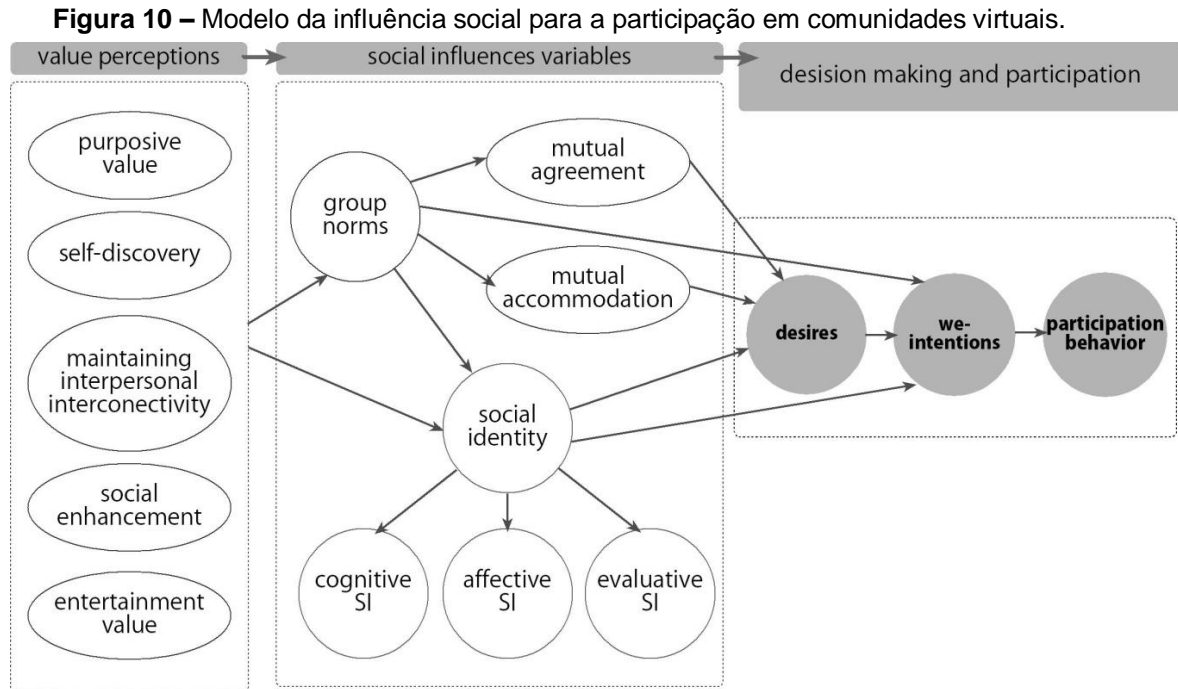 Figura 10 – Modelo da influência social para a participação em comunidades virtuais.
value perceptions
social influences variables
desision making and participation
purposive
value
self-discovery
maintaining
interpersonal
interconectivity
social
enhancement
entertainment
value
group
norms
mutual
agreement
mutual
accommodation
social
identity
cognitive
SI
affective
SI
evaluative
SI
desires
we-
intentions
participation
behavior